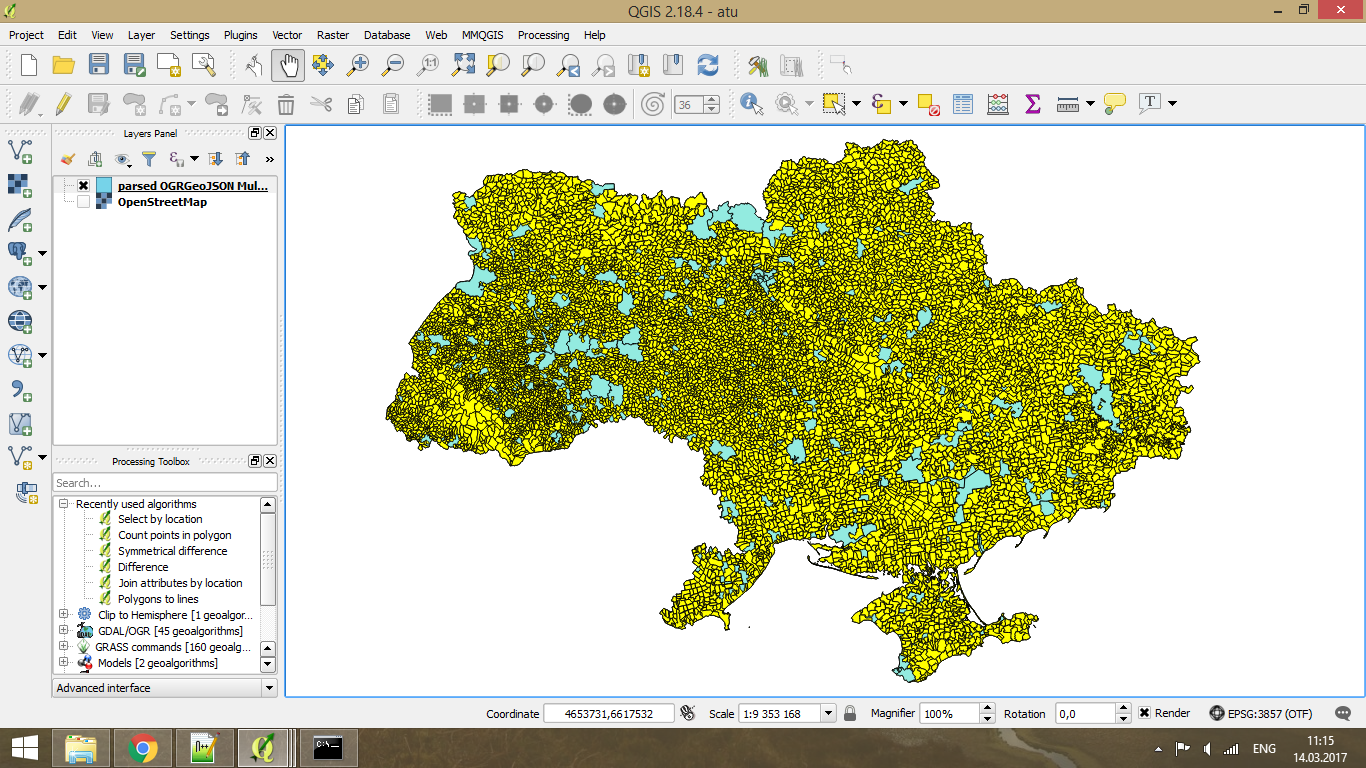 QGIS 2.18.4 - atu
Project Edit View Layer Settings Plugins Vector Raster Database Web MMQGIS Processing Help
1:1
36
T
Layers Panel
»
parsed OGRGeoJSON Mul...
OpenStreetMap
Processing Toolbox
Search...
Recently used algorithms
Select by location
Count points in polygon
Symmetrical difference
Difference
Join attributes by location
Polygons to lines
Clip to Hemisphere [1 geoalgor...
GDAL/OGR [45 geoalgorithms]
GRASS commands [160 geoalg...
Models [2 geoalgorithms]
Advanced interface
Coordinate 4653731,6617532 Scale 1:9 353 168 Magnifier 100% Rotation 0,0 Render EPSG:3857 (OTF)
ENG
11:15
14.03.2017